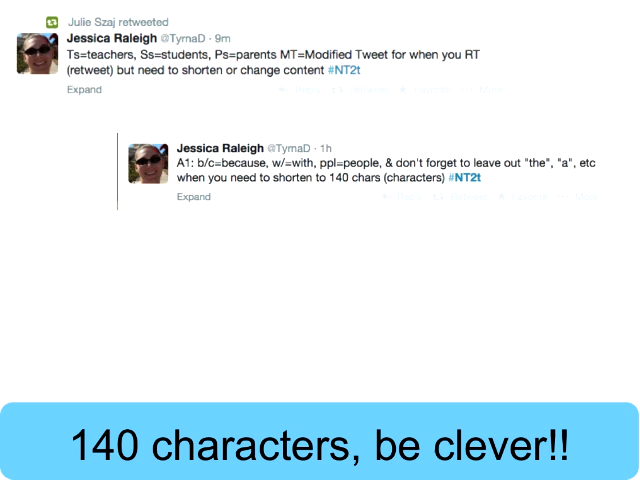 Julie Szaj retweeted
Jessica Raleigh @TyrnaD · 9m
Ts=teachers, Ss=students, Ps=parents MT=Modified Tweet for when you RT
(retweet) but need to shorten or change content #NT2t
Expand
Jessica Raleigh @TyrnaD · 1h
A1: b/c=because, w/=with, ppl=people, & don't forget to leave out "the", "a", etc
when you need to shorten to 140 chars (characters) #NT2t
Expand
140 characters, be clever!!